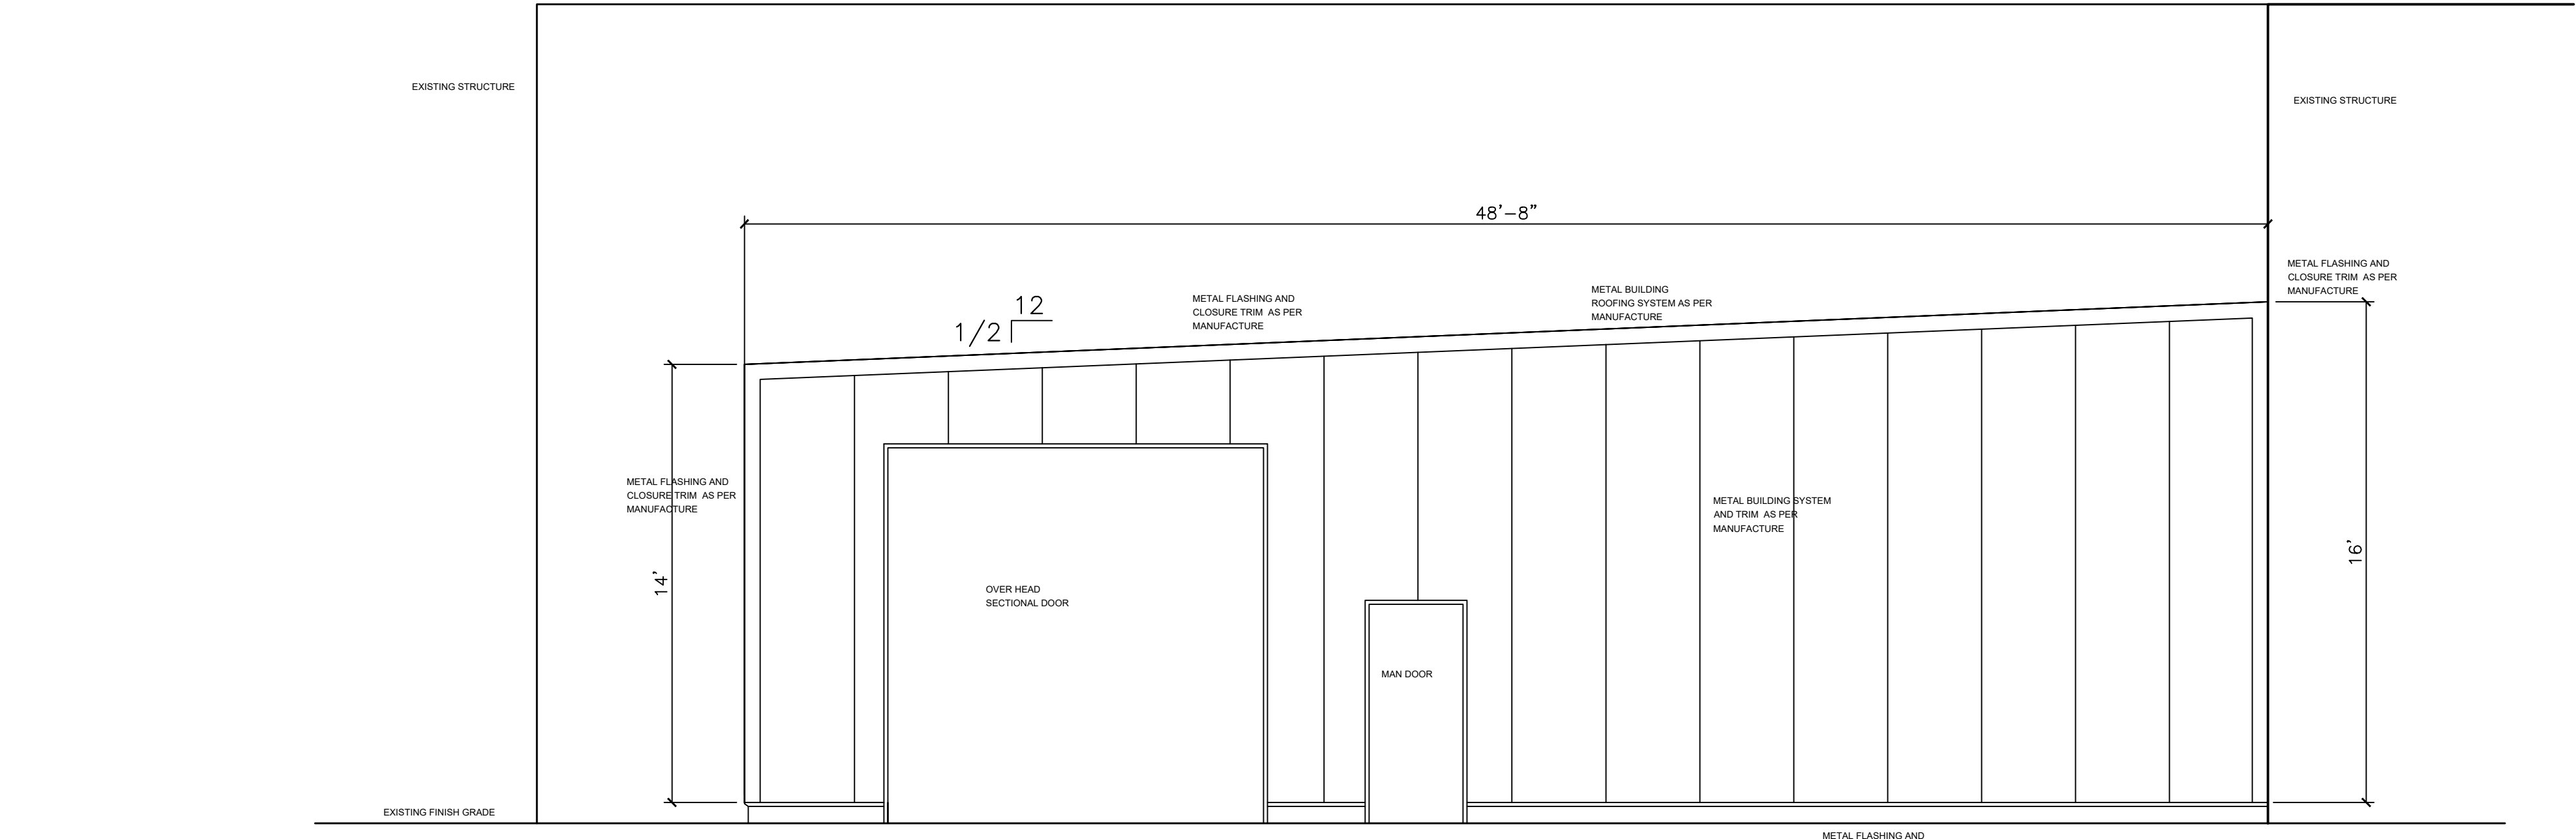 EXISTING STRUCTURE
EXISTING STRUCTURE
48'-8"
METAL FLASHING AND
CLOSURE TRIM AS PER
MANUFACTURE
METAL BUILDING
ROOFING SYSTEM AS PER
MANUFACTURE
METAL FLASHING AND
CLOSURE TRIM AS PER
MANUFACTURE
12
1/2
METAL FLASHING AND
CLOSURE TRIM AS PER
MANUFACTURE
METAL BUILDING SYSTEM
AND TRIM AS PER
MANUFACTURE
14'
16'
OVER HEAD
SECTIONAL DOOR
MAN DOOR
EXISTING FINISH GRADE
METAL FLASHING AND